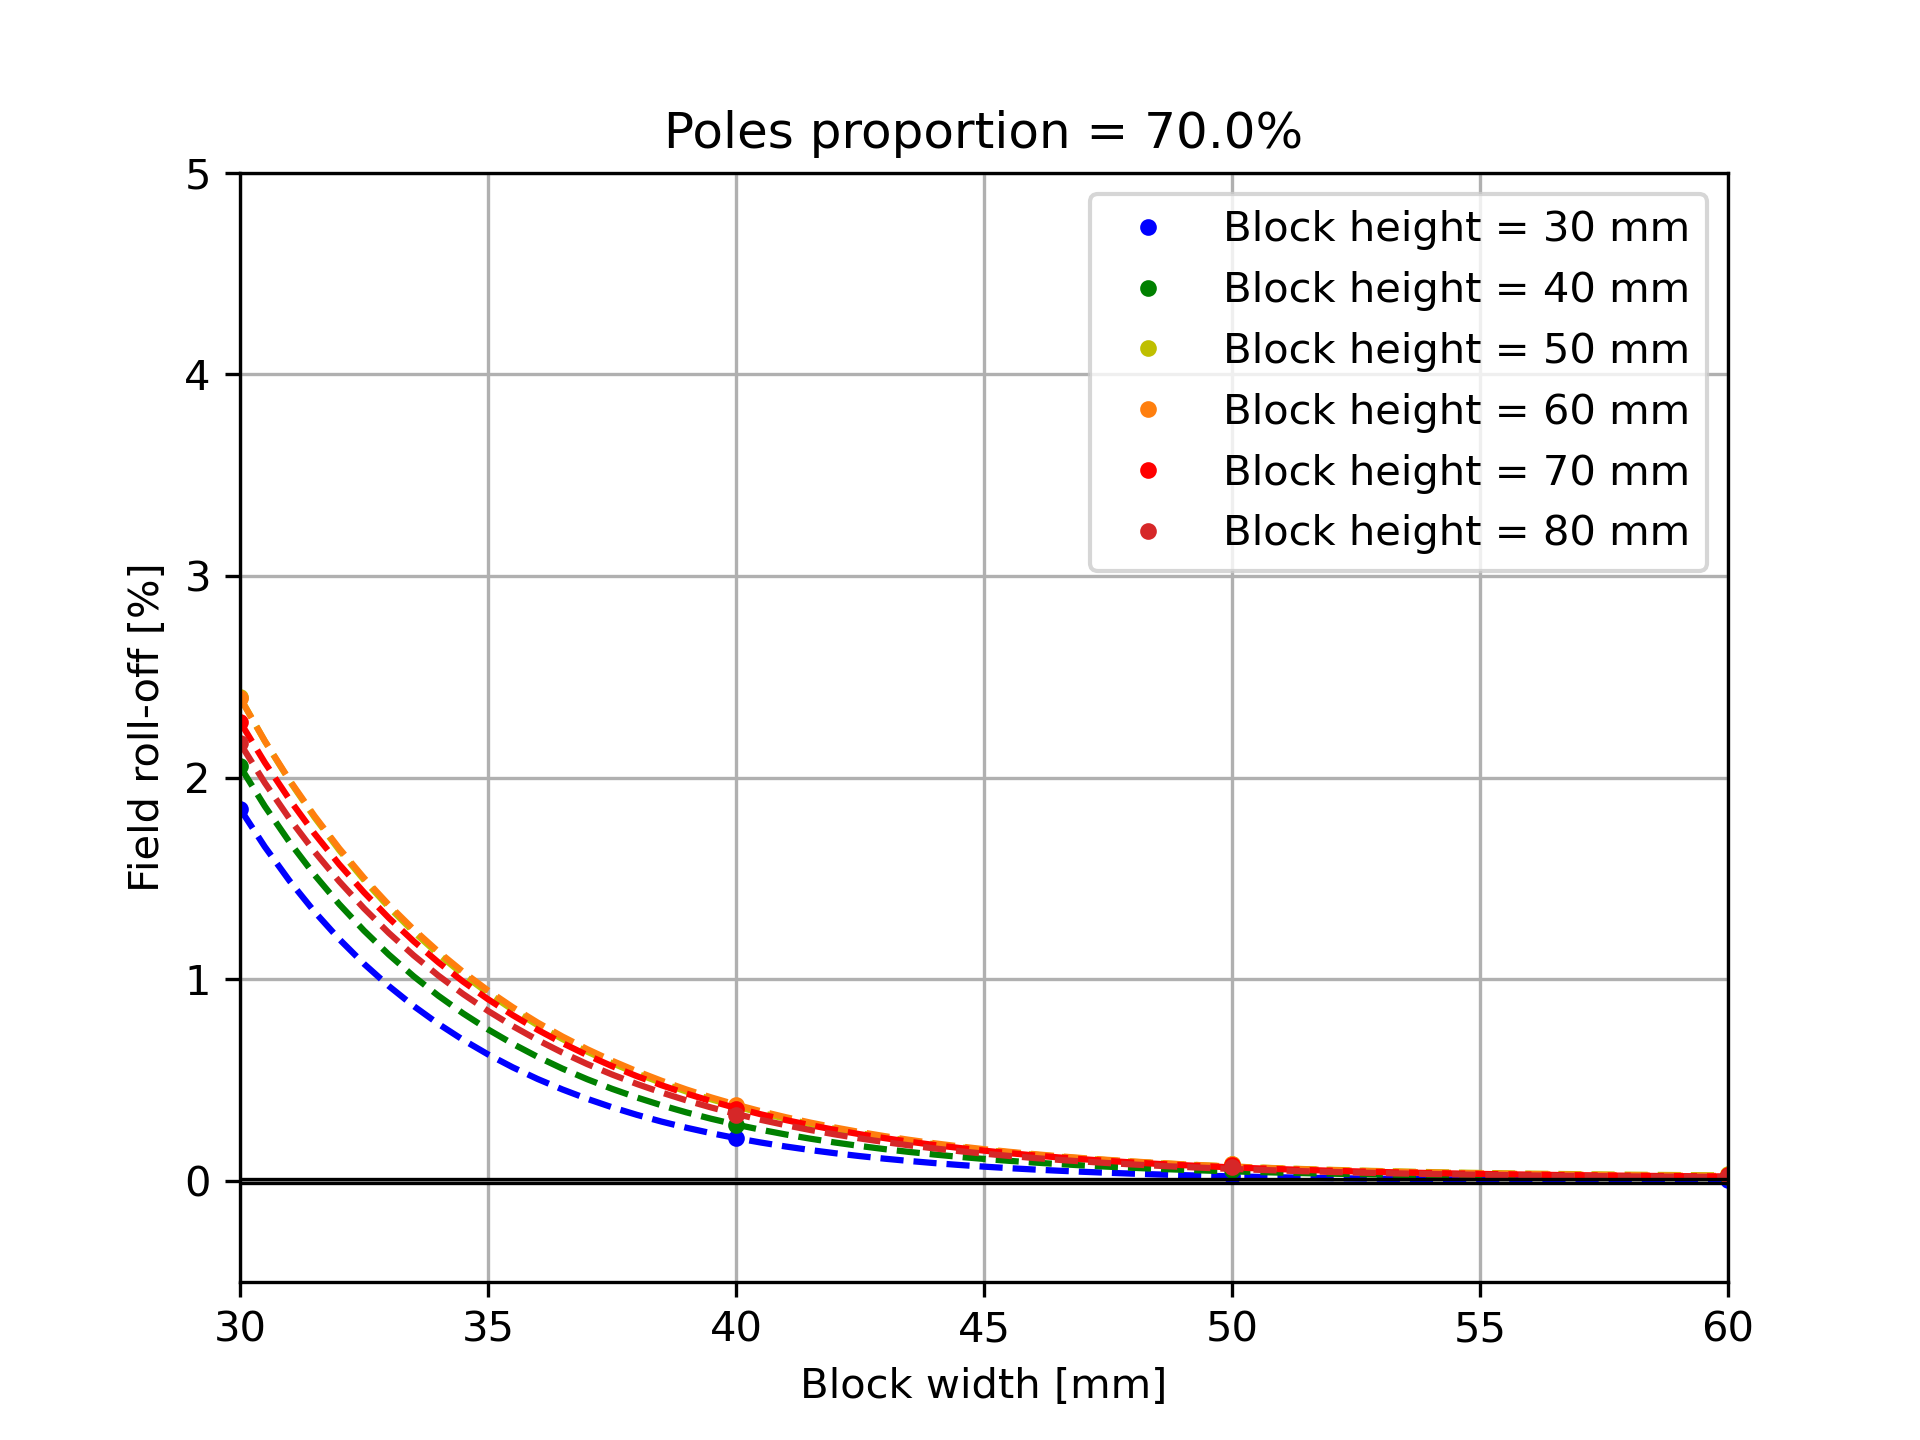 Poles proportion = 70.0%
5
4
3
2
1
0
Field roll-off [%]
Block height = 30 mm
Block height = 40 mm
Block height = 50 mm
Block height = 60 mm
Block height = 70 mm
Block height = 80 mm
30 35 40 45 50 55 60
Block width [mm]